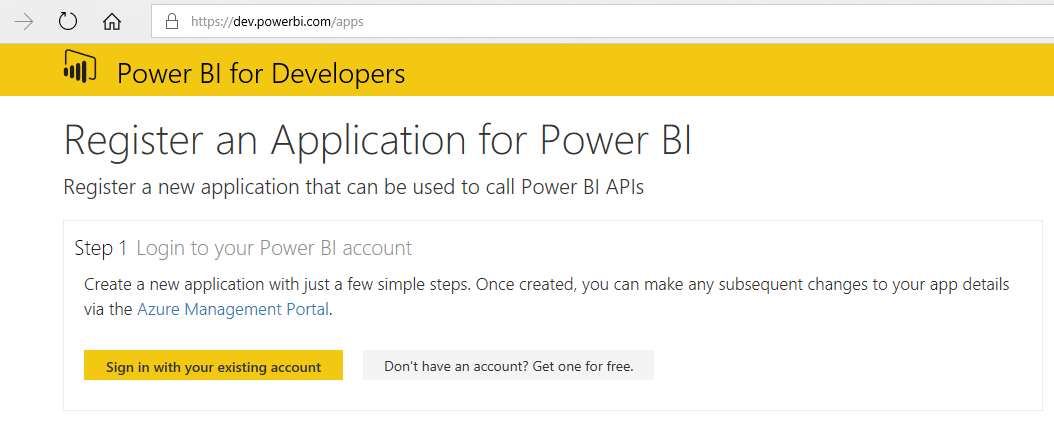 https://dev.powerbi.com/apps
Power BI for Developers
Register an Application for Power BI
Register a new application that can be used to call Power BI APIs
Step 1 Login to your Power BI account
Create a new application with just a few simple steps. Once created, you can make any subsequent changes to your app details
via the Azure Management Portal.
Sign in with your existing account Don't have an account? Get one for free.